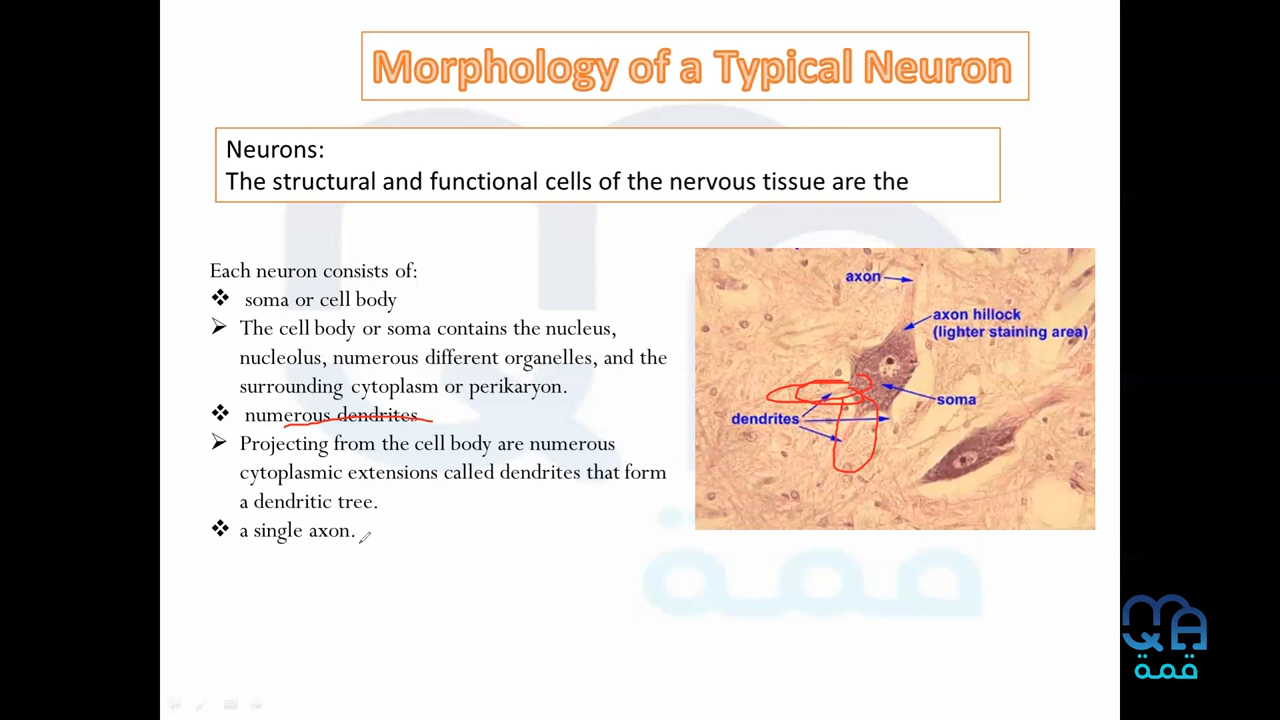 Morphology of a Typical Neuron
Neurons:
The structural and functional cells of the nervous tissue are the
Each neuron consists of:
❖ soma or cell body
➢ The cell body or soma contains the nucleus,
nucleolus, numerous different organelles, and the
surrounding cytoplasm or perikaryon.
❖ numerous dendrites
➢ Projecting from the cell body are numerous
cytoplasmic extensions called dendrites that form
a dendritic tree.
❖ a single axon.
axon
axon hillock
(lighter staining area)
soma
dendrites
قمة
QMA
قمة